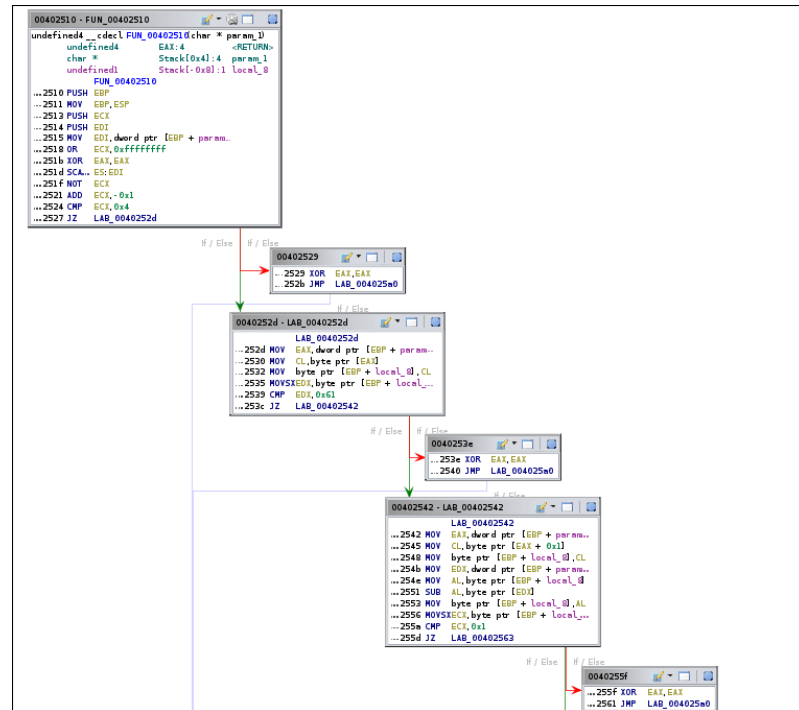 00402510 - FUN_00402510
undefined4 __cdecl FUN_00402510(char * param_1)
undefined4 EAX:4 <RETURN>
char * Stack[0x4]:4 param_1
undefined1 Stack[-0x8]:1 local_8
FUN_00402510
...2510 PUSH EBP
...2511 MOV EBP,ESP
...2513 PUSH ECX
...2514 PUSH EDI
...2515 MOV EDI,dword ptr [EBP + param..
...2518 OR ECX,0xffffffff
...251b XOR EAX,EAX
...251d SCA... ES:EDI
...251f NOT ECX
...2521 ADD ECX,-0x1
...2524 CMP ECX,0x4
...2527 JZ LAB_0040252d
If / Else If / Else
00402529
...2529 XOR EAX,EAX
...252b JMP LAB_004025a0
If / Else
0040252d - LAB_0040252d
LAB_0040252d
...252d MOV EAX,dword ptr [EBP + param..
...2530 MOV CL,byte ptr [EAX]
...2532 MOV byte ptr [EBP + local_8],CL
...2535 MOVSX EDX,byte ptr [EBP + local_...
...2539 CMP EDX,0x61
...253c JZ LAB_00402542
If / Else If / Else
0040253e
...253e XOR EAX,EAX
...2540 JMP LAB_004025a0
If / Else
00402542 - LAB_00402542
LAB_00402542
...2542 MOV EAX,dword ptr [EBP + param..
...2545 MOV CL,byte ptr [EAX + 0x1]
...2548 MOV byte ptr [EBP + local_8],CL
...254b MOV EDX,dword ptr [EBP + param..
...254e MOV AL,byte ptr [EBP + local_8]
...2551 SUB AL,byte ptr [EDX]
...2553 MOV byte ptr [EBP + local_8],AL
...2556 MOVSX ECX,byte ptr [EBP + local_...
...255a CMP ECX,0x1
...255d JZ LAB_00402563
If / Else If / Else
0040255f
...255f XOR EAX,EAX
...2561 JMP LAB_004025a0